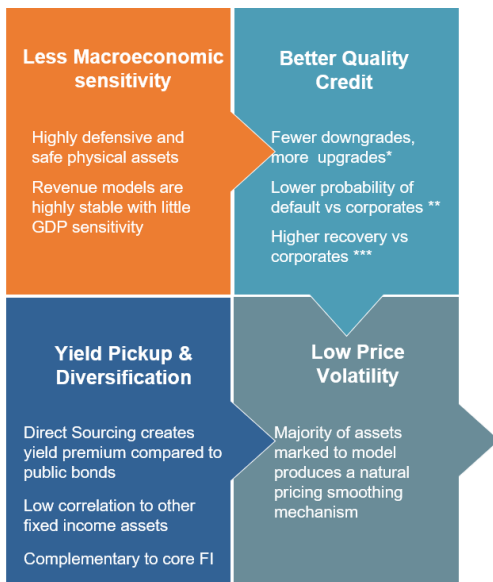 Less Macroeconomic
sensitivity
Highly defensive and
safe physical assets
Revenue models are
highly stable with little
GDP sensitivity
Better Quality
Credit
Fewer downgrades,
more upgrades*
Lower probability of
default vs corporates **
Higher recovery vs
corporates ***
Yield Pickup &
Diversification
Direct Sourcing creates
yield premium compared to
public bonds
Low correlation to other
fixed income assets
Complementary to core FI
Low Price
Volatility
Majority of assets
marked to model
produces a natural
pricing smoothing
mechanism